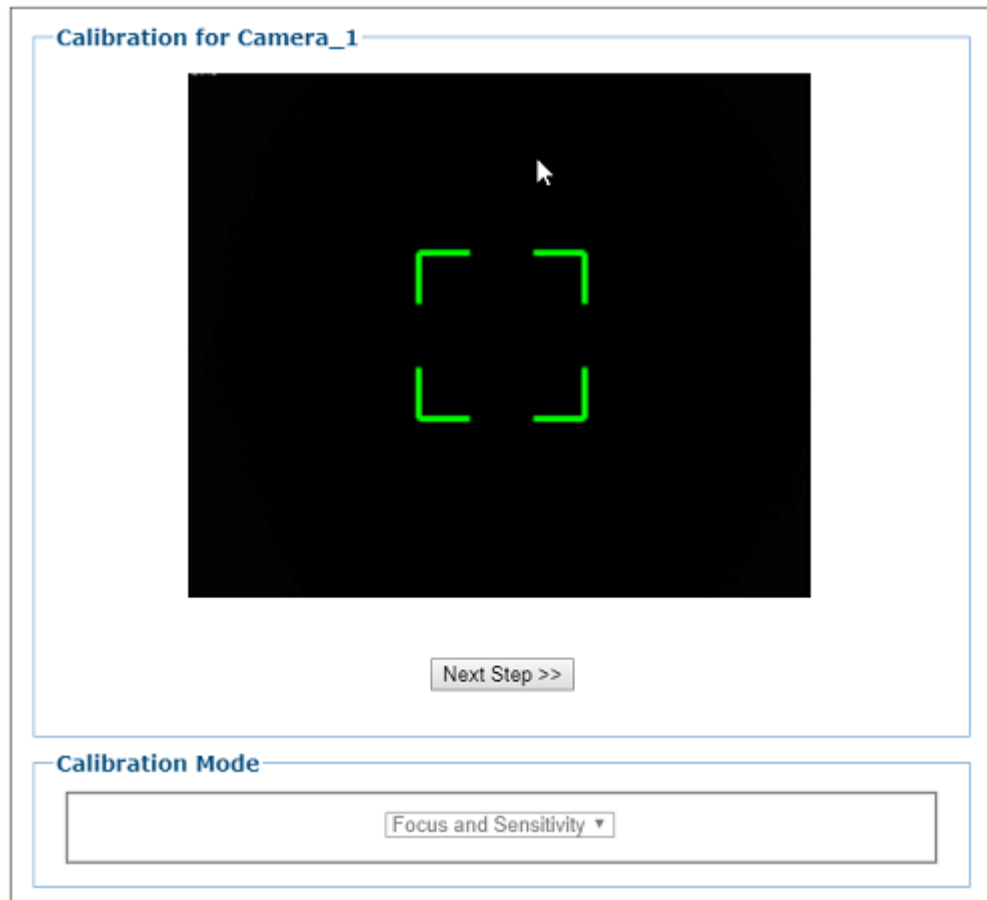 Calibration for Camera_1
Next Step >>
Calibration Mode
Focus and Sensitivity